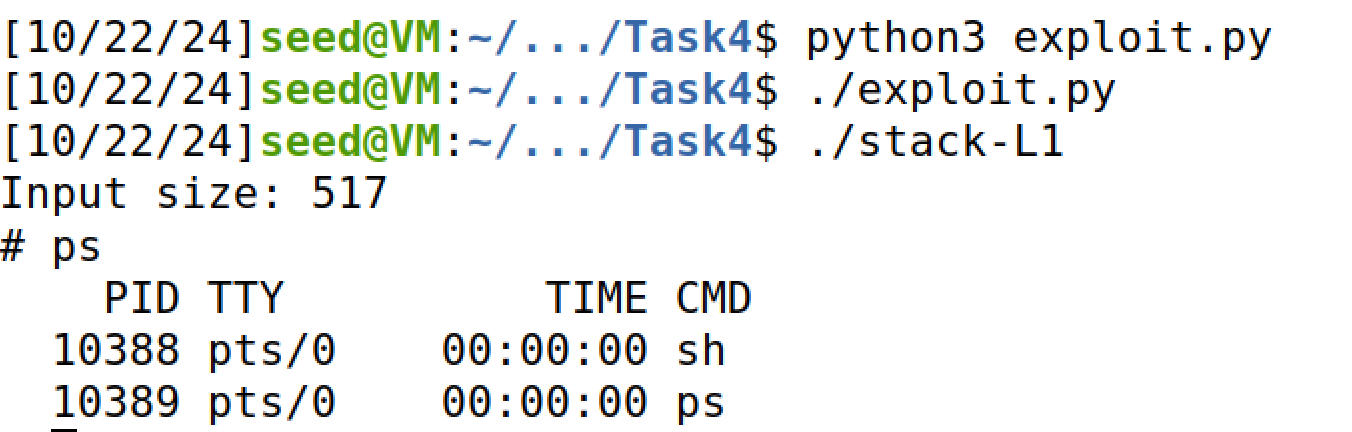 [10/22/24]seed@VM:~/.../Task4$ python3 exploit.py
[10/22/24]seed@VM:~/.../Task4$ ./exploit.py
[10/22/24]seed@VM:~/.../Task4$ ./stack-L1
Input size: 517
# ps
    PID TTY          TIME CMD
  10388 pts/0    00:00:00 sh
  10389 pts/0    00:00:00 ps